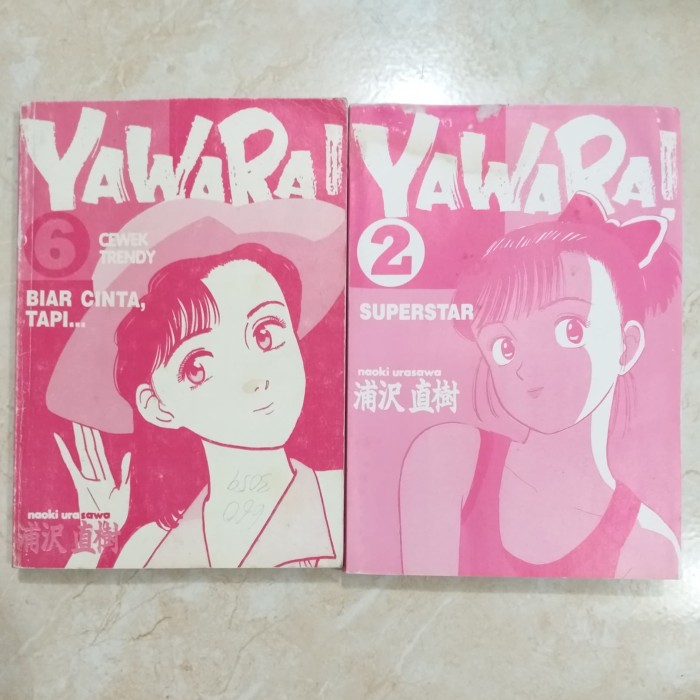 YAWARA!
6
CEWEK
TRENDY
BIAR CINTA,
TAPI...
naoki urasawa
浦沢 直樹
YAWARA!
2
SUPERSTAR
naoki urasawa
浦沢 直樹